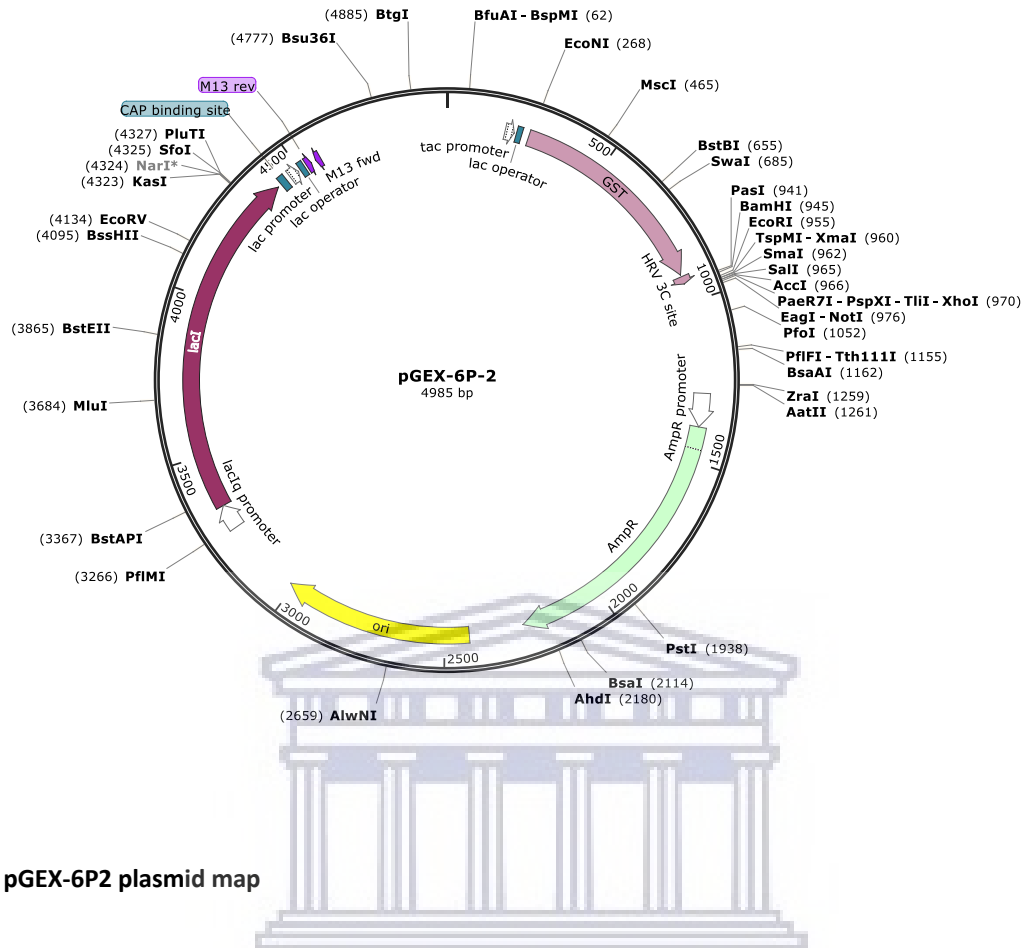 (4885) BtgI
BfuAI - BspMI (62)
(4777) Bsu36I
EcoNI (268)
M13 rev
MscI (465)
CAP binding site
(4327) PluTI
(4325) SfoI
(4324) NarI*
(4323) KasI
M13 fwd
lac operator
lac promoter
tac promoter
lac operator
500
GST
BstBI (655)
SwaI (685)
PasI (941)
BamHI (945)
EcoRI (955)
TspMI - XmaI (960)
SmaI (962)
SalI (965)
AccI (966)
PaeR7I - PspXI - TliI - XhoI (970)
EagI - NotI (976)
PfoI (1052)
1000
HRV 3C site
(4134) EcoRV
(4095) BssHII
4000
(3865) BstEII
lacI
PflFI - Tth111I (1155)
BsaAI (1162)
pGEX-6P-2
4985 bp
ZraI (1259)
AatII (1261)
(3684) MluI
AmpR promoter
1500
3500
lacIq promoter
AmpR
(3367) BstAPI
(3266) PflMI
2000
3000
ori
2500
PstI (1938)
BsaI (2114)
AhdI (2180)
(2659) AlwNI
pGEX-6P2 plasmid map